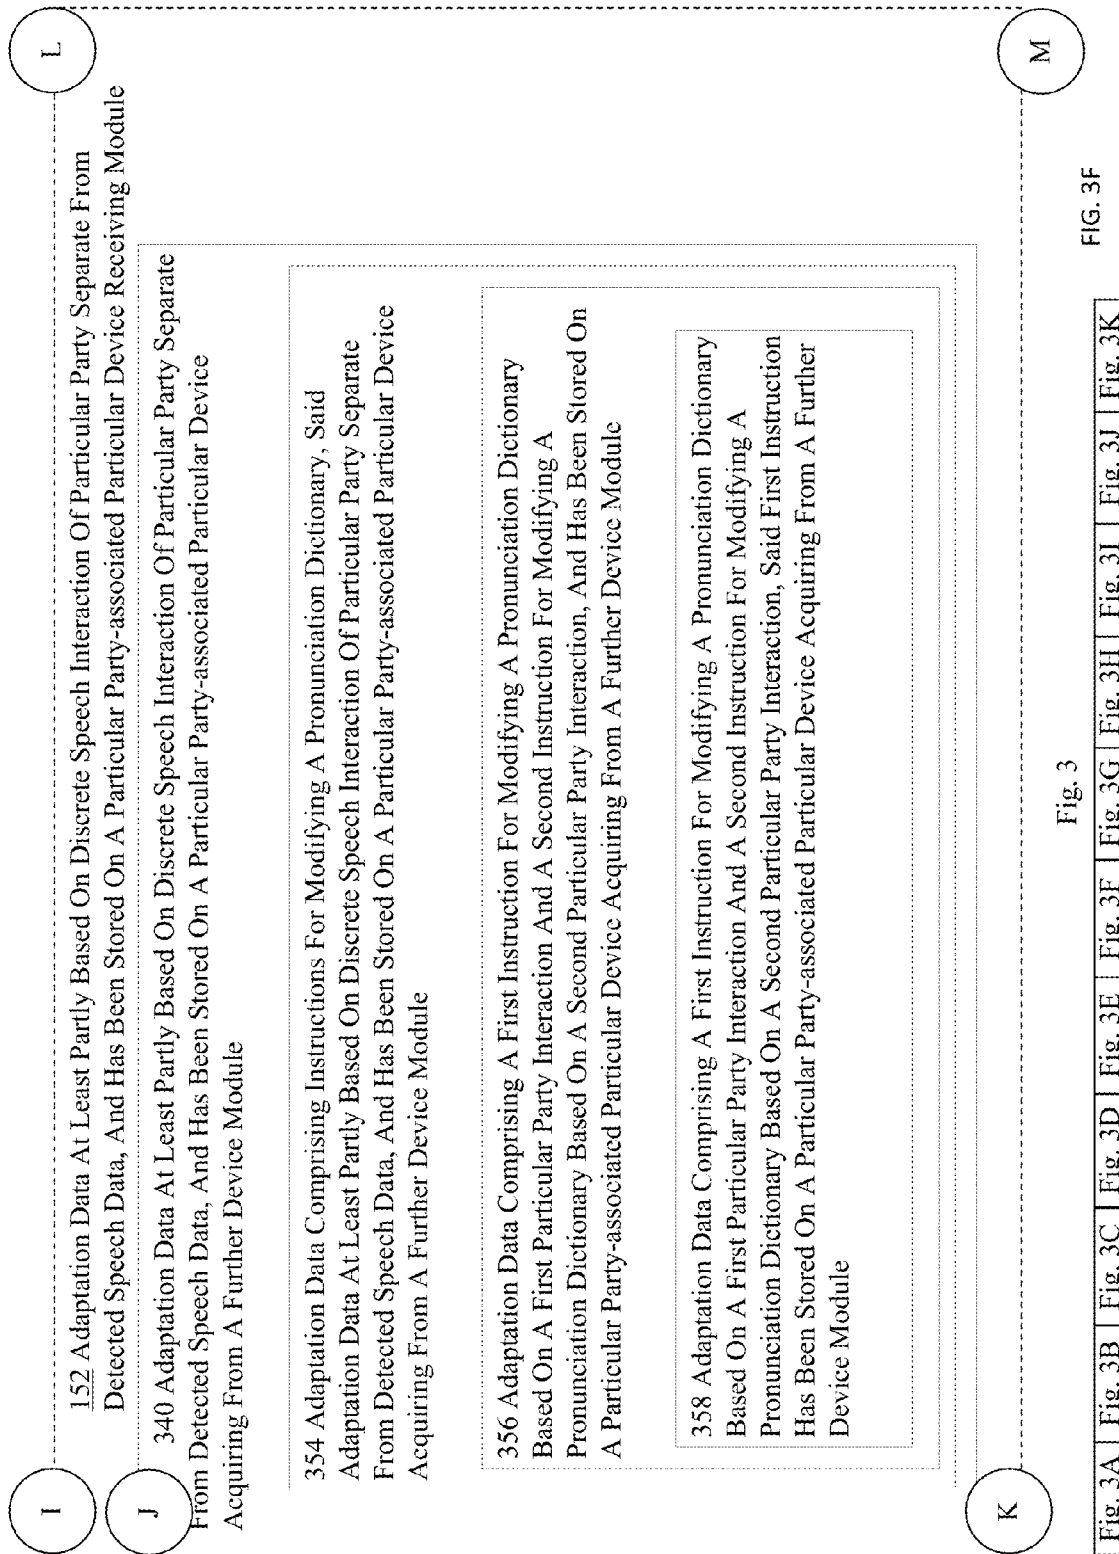 I
L
152 Adaptation Data At Least Partly Based On Discrete Speech Interaction Of Particular Party Separate From
Detected Speech Data, And Has Been Stored On A Particular Party-associated Particular Device Receiving Module
J
340 Adaptation Data At Least Partly Based On Discrete Speech Interaction Of Particular Party Separate
From Detected Speech Data, And Has Been Stored On A Particular Party-associated Particular Device
Acquiring From A Further Device Module
354 Adaptation Data Comprising Instructions For Modifying A Pronunciation Dictionary, Said
Adaptation Data At Least Partly Based On Discrete Speech Interaction Of Particular Party Separate
From Detected Speech Data, And Has Been Stored On A Particular Party-associated Particular Device
Acquiring From A Further Device Module
356 Adaptation Data Comprising A First Instruction For Modifying A Pronunciation Dictionary
Based On A First Particular Party Interaction And A Second Instruction For Modifying A
Pronunciation Dictionary Based On A Second Particular Party Interaction, And Has Been Stored On
A Particular Party-associated Particular Device Acquiring From A Further Device Module
358 Adaptation Data Comprising A First Instruction For Modifying A Pronunciation Dictionary
Based On A First Particular Party Interaction And A Second Instruction For Modifying A
Pronunciation Dictionary Based On A Second Particular Party Interaction, Said First Instruction
Has Been Stored On A Particular Party-associated Particular Device Acquiring From A Further
Device Module
K
M
Fig. 3
FIG. 3F
Fig. 3A | Fig. 3B | Fig. 3C | Fig. 3D | Fig. 3E | Fig. 3F | Fig. 3G | Fig. 3H | Fig. 3I | Fig. 3J | Fig. 3K